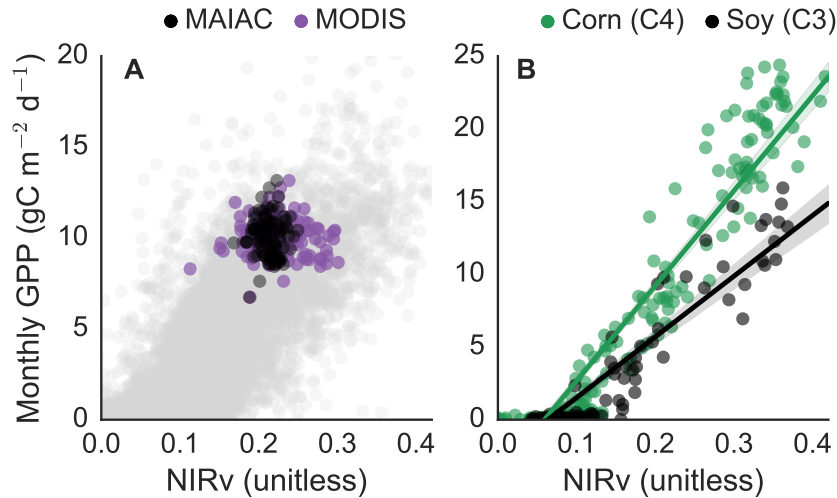 MAIAC MODIS
Corn (C4) Soy (C3)
A
B
Monthly GPP (gC m⁻² d⁻¹)
20
15
10
5
0
0.0 0.1 0.2 0.3 0.4
NIRv (unitless)
25
20
15
10
5
0
0.0 0.1 0.2 0.3 0.4
NIRv (unitless)